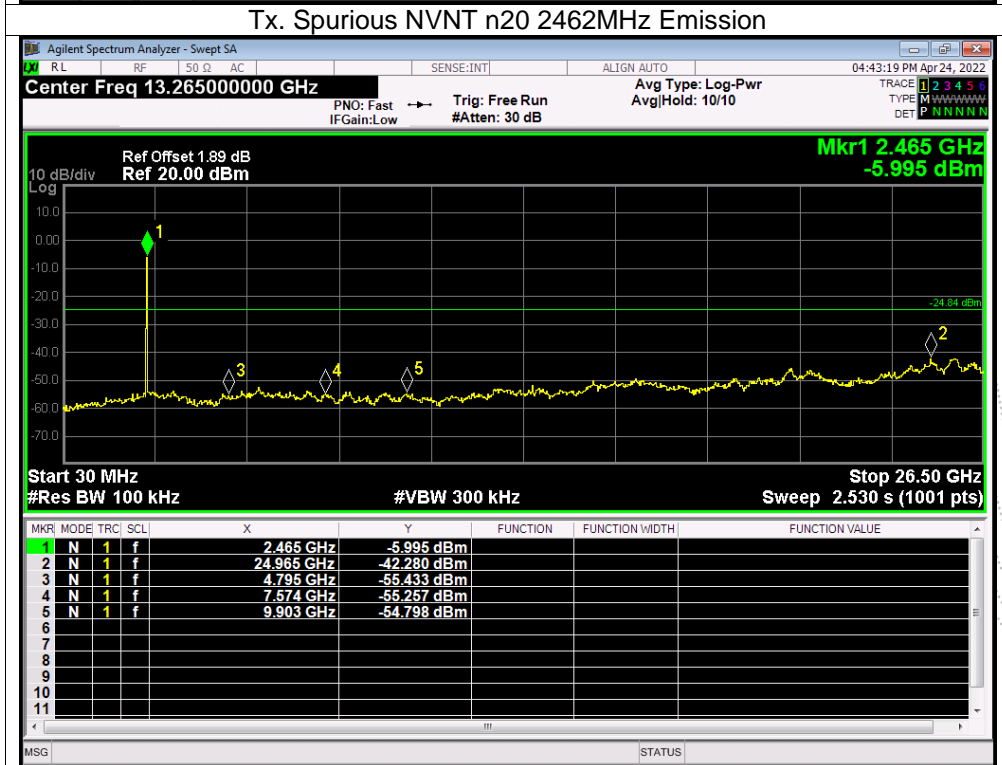 Tx. Spurious NVNT n20 2462MHz Emission
Agilent Spectrum Analyzer - Swept SA
LXI RL RF 50 Ω AC SENSE:INT ALIGN AUTO 04:43:19 PM Apr 24, 2022
Center Freq 13.265000000 GHz
PNO: Fast Trig: Free Run Avg Type: Log-Pwr TRACE 1 2 3 4 5 6
IFGain:Low #Atten: 30 dB Avg|Hold: 10/10 TYPE M WWWWW
DET P N N N N N
Mkr1 2.465 GHz
-5.995 dBm
Ref Offset 1.89 dB
10 dB/div Ref 20.00 dBm
Log
10.0
0.00
-10.0
-20.0
-30.0
-40.0
-50.0
-60.0
-70.0
1
-24.84 dBm
2
3
4
5
Start 30 MHz Stop 26.50 GHz
#Res BW 100 kHz #VBW 300 kHz Sweep 2.530 s (1001 pts)
MKR MODE TRC SCL X Y FUNCTION FUNCTION WIDTH FUNCTION VALUE
1 N 1 f 2.465 GHz -5.995 dBm
2 N 1 f 24.965 GHz -42.280 dBm
3 N 1 f 4.795 GHz -55.433 dBm
4 N 1 f 7.574 GHz -55.257 dBm
5 N 1 f 9.903 GHz -54.798 dBm
6
7
8
9
10
11
MSG STATUS